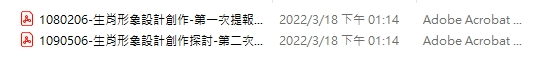 1080206-生肖形象設計創作-第一次提報... 2022/3/18 下午 01:14 Adobe Acrobat ...
1090506-生肖形象設計創作探討-第二次... 2022/3/18 下午 01:14 Adobe Acrobat ...